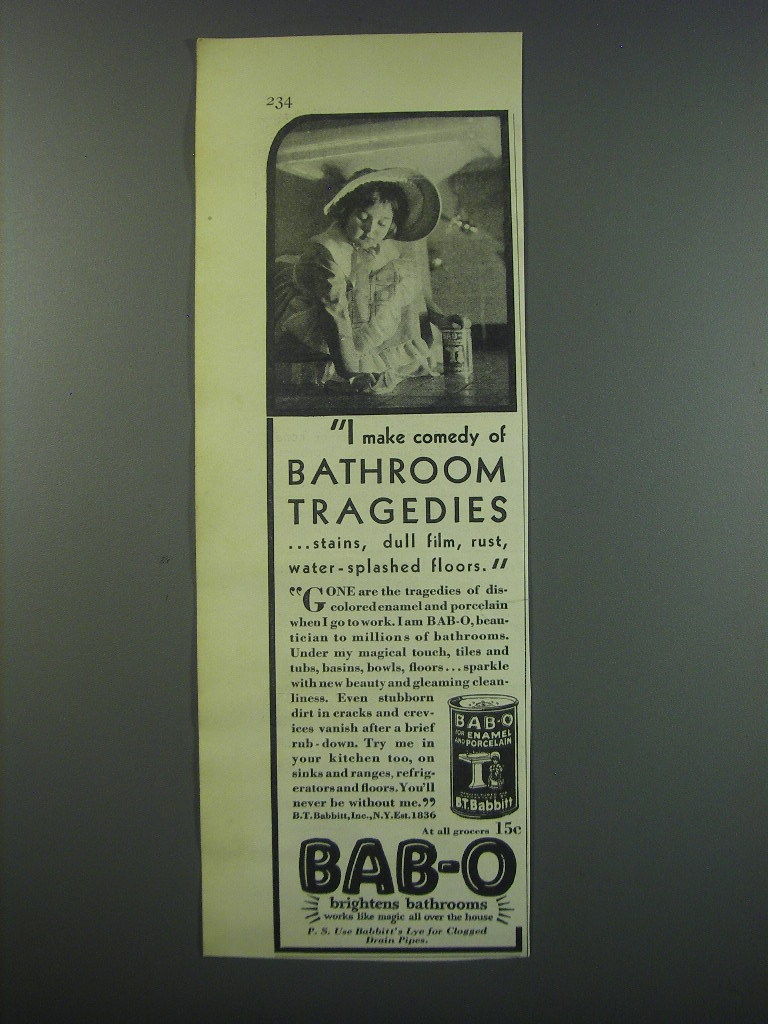 234
"I make comedy of
BATHROOM
TRAGEDIES
...stains, dull film, rust,
water-splashed floors."
"GONE are the tragedies of dis-
colored enamel and porcelain
when I go to work. I am BAB-O, beau-
tician to millions of bathrooms.
Under my magical touch, tiles and
tubs, basins, bowls, floors... sparkle
with new beauty and gleaming clean-
liness. Even stubborn
dirt in cracks and crev-
ices vanish after a brief
rub-down. Try me in
your kitchen too, on
sinks and ranges, refrig-
erators and floors. You'll
never be without me."
B.T. Babbitt, Inc., N.Y. Est. 1836
BAB-O
FOR ENAMEL
AND PORCELAIN
B.T. Babbitt
At all grocers 15c
BAB-O
brightens bathrooms
works like magic all over the house
P. S. Use Babbitt's Lye for Clogged
Drain Pipes.